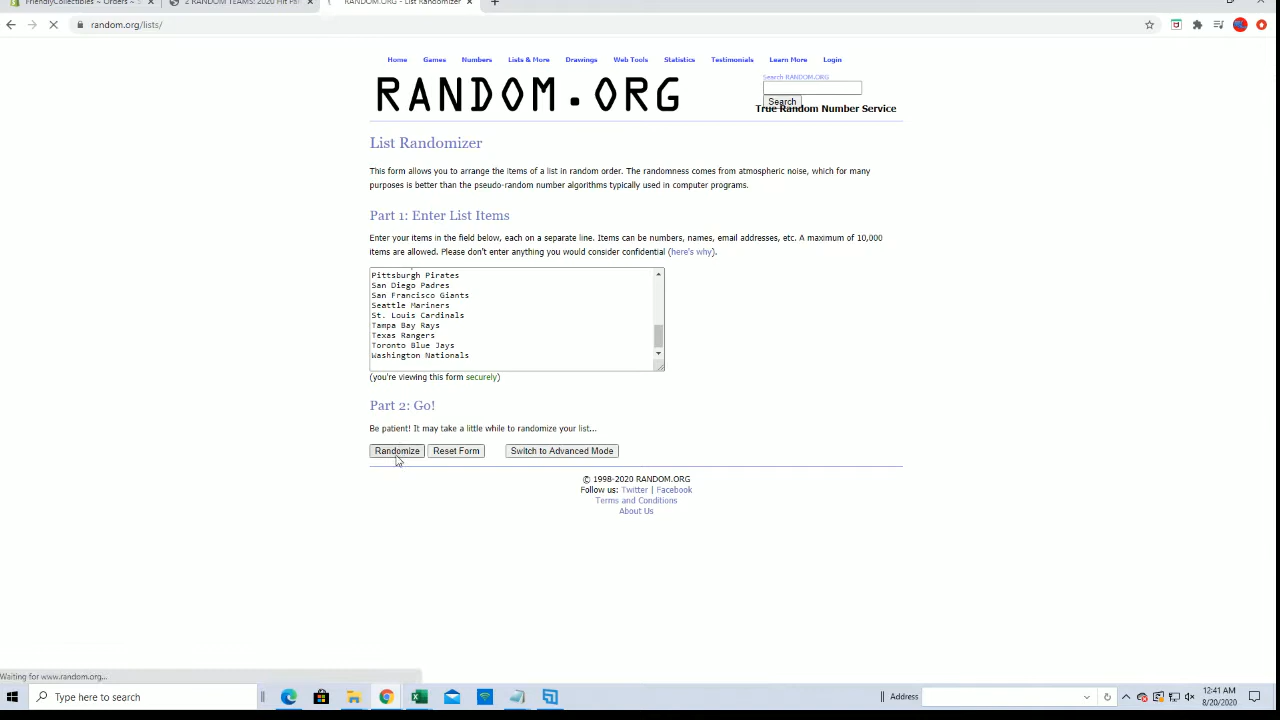 FriendlyCollectibles ~ Orders ~
2 RANDOM TEAMS: 2020 Hit Pa
RANDOM.ORG - List Randomizer
random.org/lists/
Home Games Numbers Lists & More Drawings Web Tools Statistics Testimonials Learn More Login
RANDOM.ORG
Search RANDOM.ORG
Search
True Random Number Service
List Randomizer
This form allows you to arrange the items of a list in random order. The randomness comes from atmospheric noise, which for many
purposes is better than the pseudo-random number algorithms typically used in computer programs.
Part 1: Enter List Items
Enter your items in the field below, each on a separate line. Items can be numbers, names, email addresses, etc. A maximum of 10,000
items are allowed. Please don't enter anything you would consider confidential (here's why).
Pittsburgh Pirates
San Diego Padres
San Francisco Giants
Seattle Mariners
St. Louis Cardinals
Tampa Bay Rays
Texas Rangers
Toronto Blue Jays
Washington Nationals
(you're viewing this form securely)
Part 2: Go!
Be patient! It may take a little while to randomize your list...
Randomize Reset Form Switch to Advanced Mode
© 1998-2020 RANDOM.ORG
Follow us: Twitter | Facebook
Terms and Conditions
About Us
Waiting for www.random.org...
Type here to search
Address
12:41 AM
8/20/2020